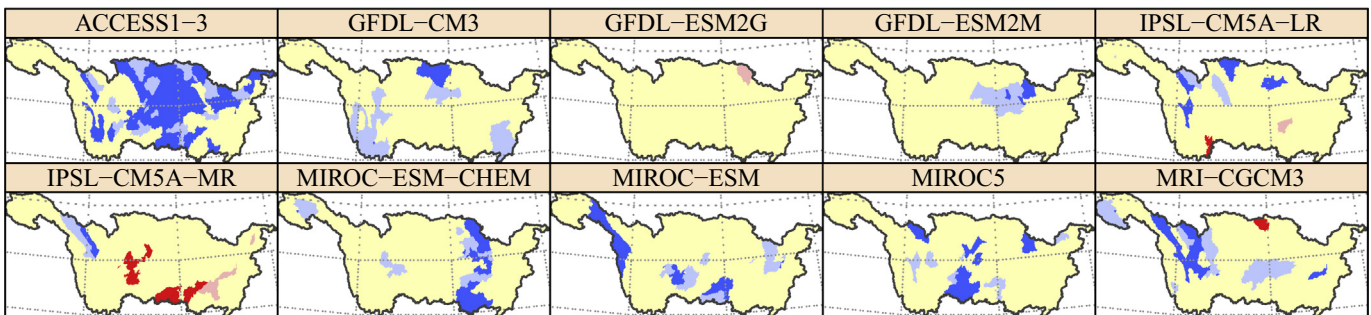 ACCESS1−3
GFDL−CM3
GFDL−ESM2G
GFDL−ESM2M
IPSL−CM5A−LR
IPSL−CM5A−MR
MIROC−ESM−CHEM
MIROC−ESM
MIROC5
MRI−CGCM3